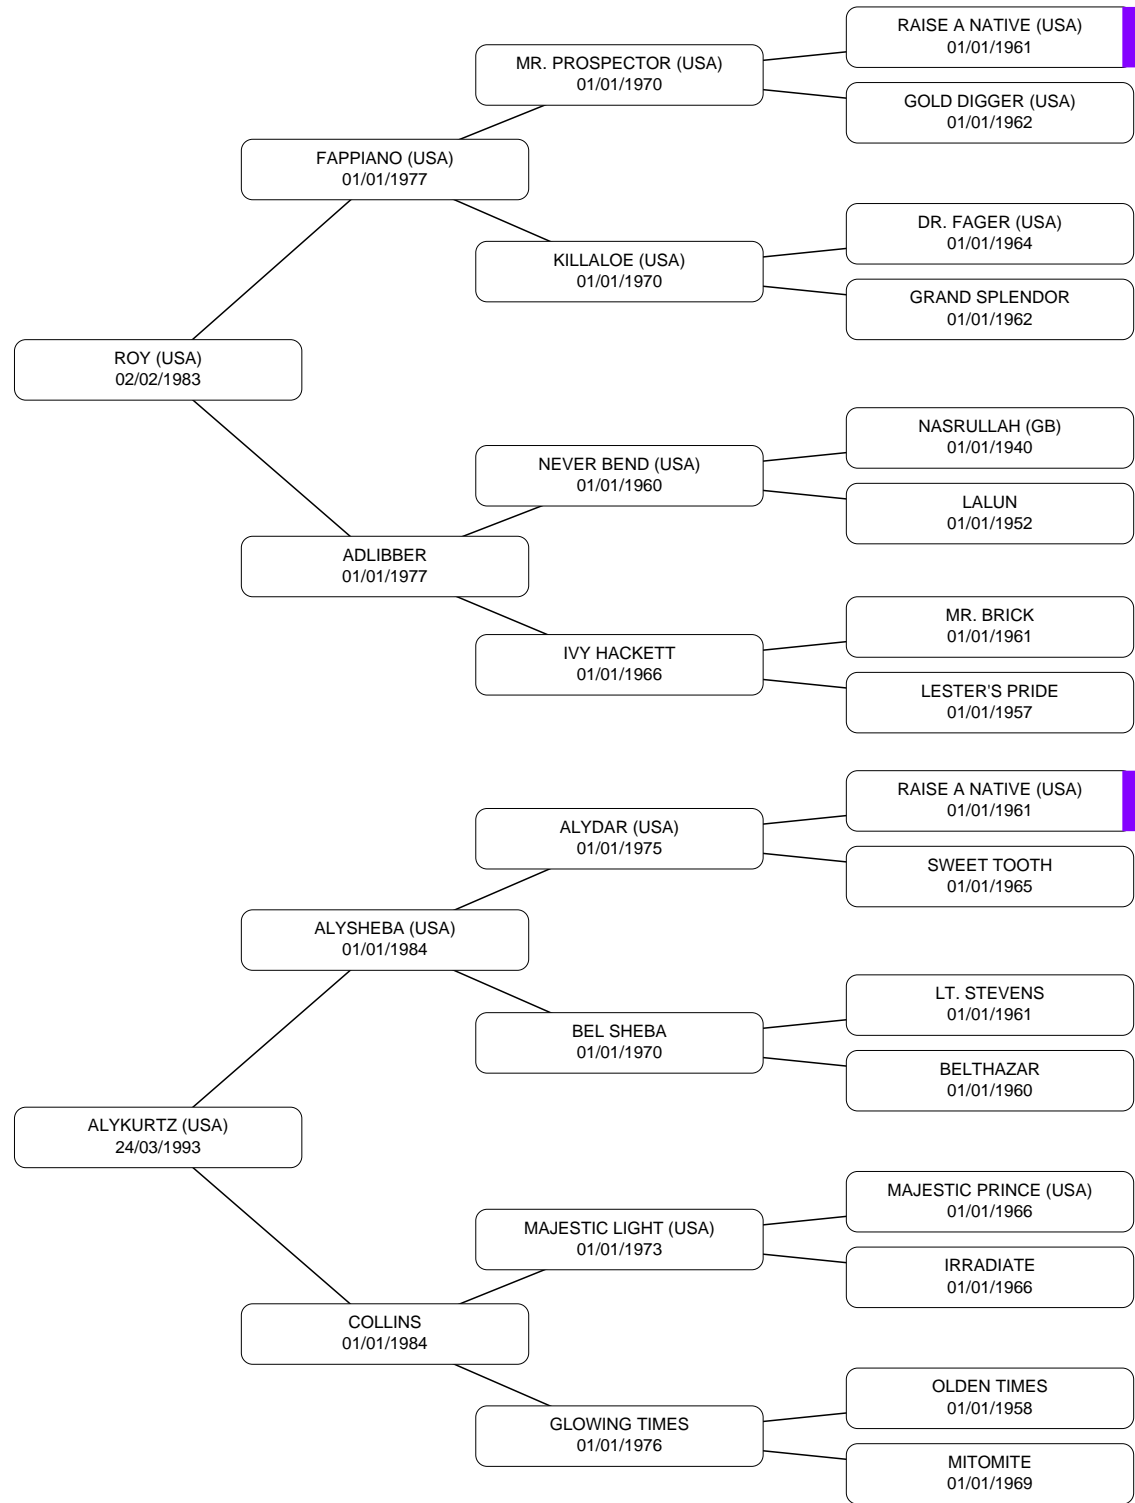 RAISE A NATIVE (USA)
01/01/1961
MR. PROSPECTOR (USA)
01/01/1970
GOLD DIGGER (USA)
01/01/1962
FAPPIANO (USA)
01/01/1977
DR. FAGER (USA)
01/01/1964
KILLALOE (USA)
01/01/1970
GRAND SPLENDOR
01/01/1962
ROY (USA)
02/02/1983
NASRULLAH (GB)
01/01/1940
NEVER BEND (USA)
01/01/1960
LALUN
01/01/1952
ADLIBBER
01/01/1977
MR. BRICK
01/01/1961
IVY HACKETT
01/01/1966
LESTER'S PRIDE
01/01/1957
RAISE A NATIVE (USA)
01/01/1961
ALYDAR (USA)
01/01/1975
SWEET TOOTH
01/01/1965
ALYSHEBA (USA)
01/01/1984
LT. STEVENS
01/01/1961
BEL SHEBA
01/01/1970
BELTHAZAR
01/01/1960
ALYKURTZ (USA)
24/03/1993
MAJESTIC PRINCE (USA)
01/01/1966
MAJESTIC LIGHT (USA)
01/01/1973
IRRADIATE
01/01/1966
COLLINS
01/01/1984
OLDEN TIMES
01/01/1958
GLOWING TIMES
01/01/1976
MITOMITE
01/01/1969